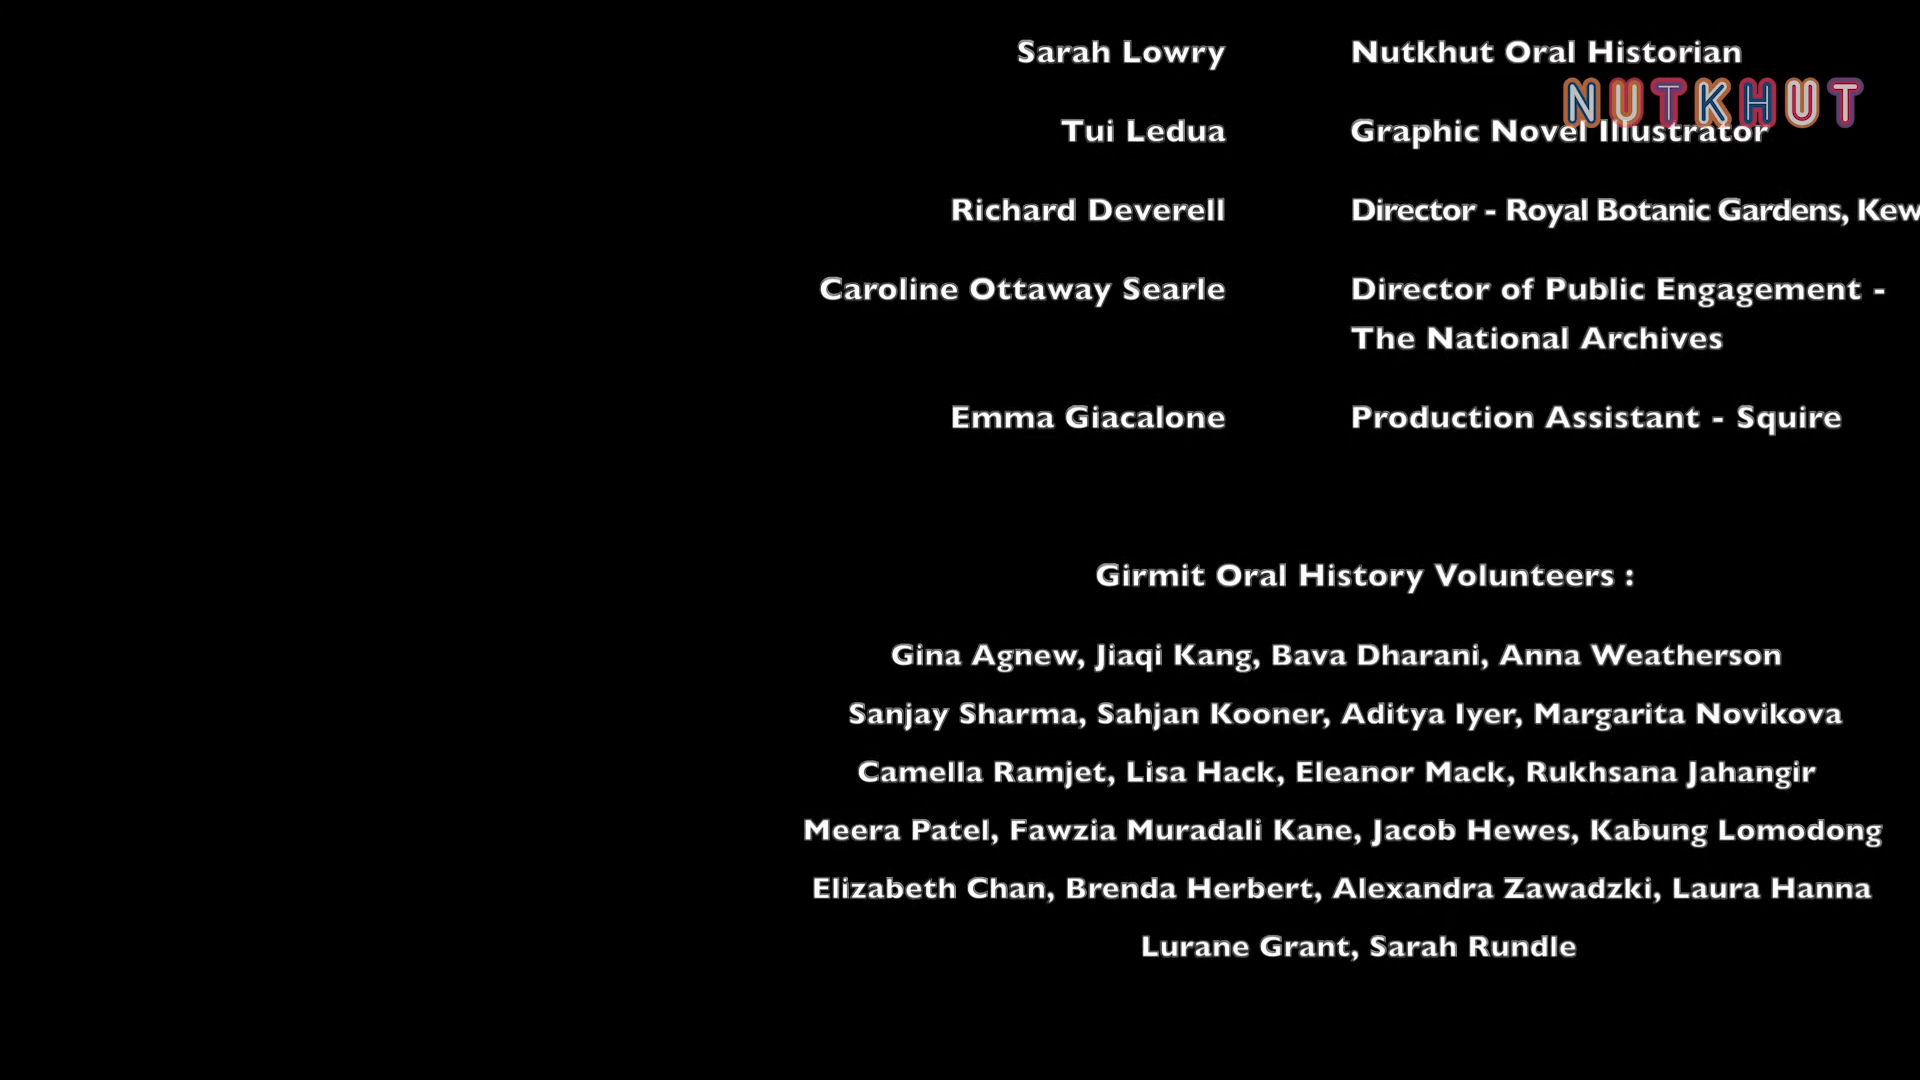 Sarah Lowry Nutkhut Oral Historian
NUTKHUT
Tui Ledua Graphic Novel Illustrator
Richard Deverell Director - Royal Botanic Gardens, Kew
Caroline Ottaway Searle Director of Public Engagement -
The National Archives
Emma Giacalone Production Assistant - Squire
Girmit Oral History Volunteers :
Gina Agnew, Jiaqi Kang, Bava Dharani, Anna Weatherson
Sanjay Sharma, Sahjan Kooner, Aditya Iyer, Margarita Novikova
Camella Ramjet, Lisa Hack, Eleanor Mack, Rukhsana Jahangir
Meera Patel, Fawzia Muradali Kane, Jacob Hewes, Kabung Lomodong
Elizabeth Chan, Brenda Herbert, Alexandra Zawadzki, Laura Hanna
Lurane Grant, Sarah Rundle